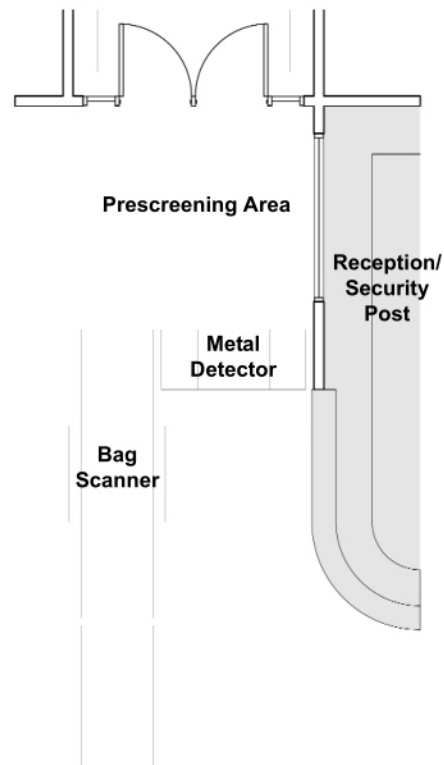 Prescreening Area
Reception/
Security
Post
Metal
Detector
Bag
Scanner